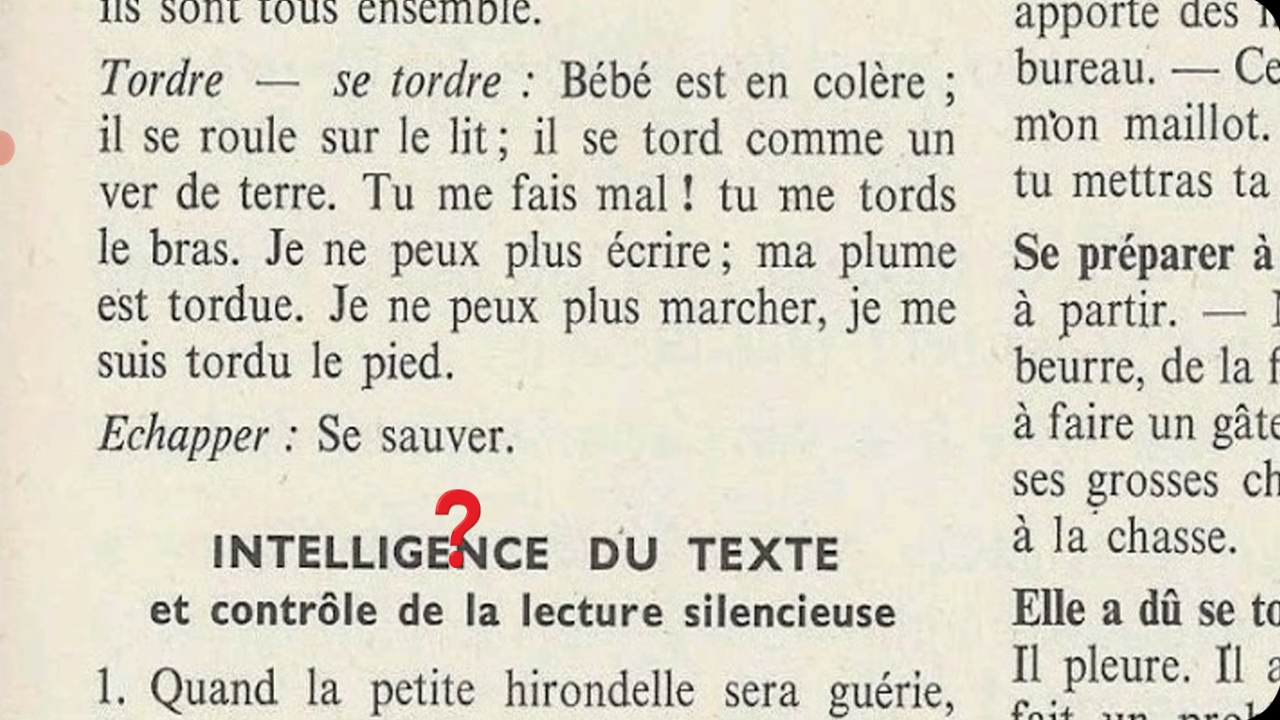 ils sont tous ensemble.
Tordre — se tordre : Bébé est en colère ;
il se roule sur le lit ; il se tord comme un
ver de terre. Tu me fais mal ! tu me tords
le bras. Je ne peux plus écrire ; ma plume
est tordue. Je ne peux plus marcher, je me
suis tordu le pied.
Echapper : Se sauver.
?
INTELLIGENCE DU TEXTE
et contrôle de la lecture silencieuse
1. Quand la petite hirondelle sera guérie,
apporte des
bureau. — Ce
mon maillot.
tu mettras ta
Se préparer à
à partir. —
beurre, de la f
à faire un gâte
ses grosses ch
à la chasse.
Elle a dû se to
Il pleure. Il a
fait un prob